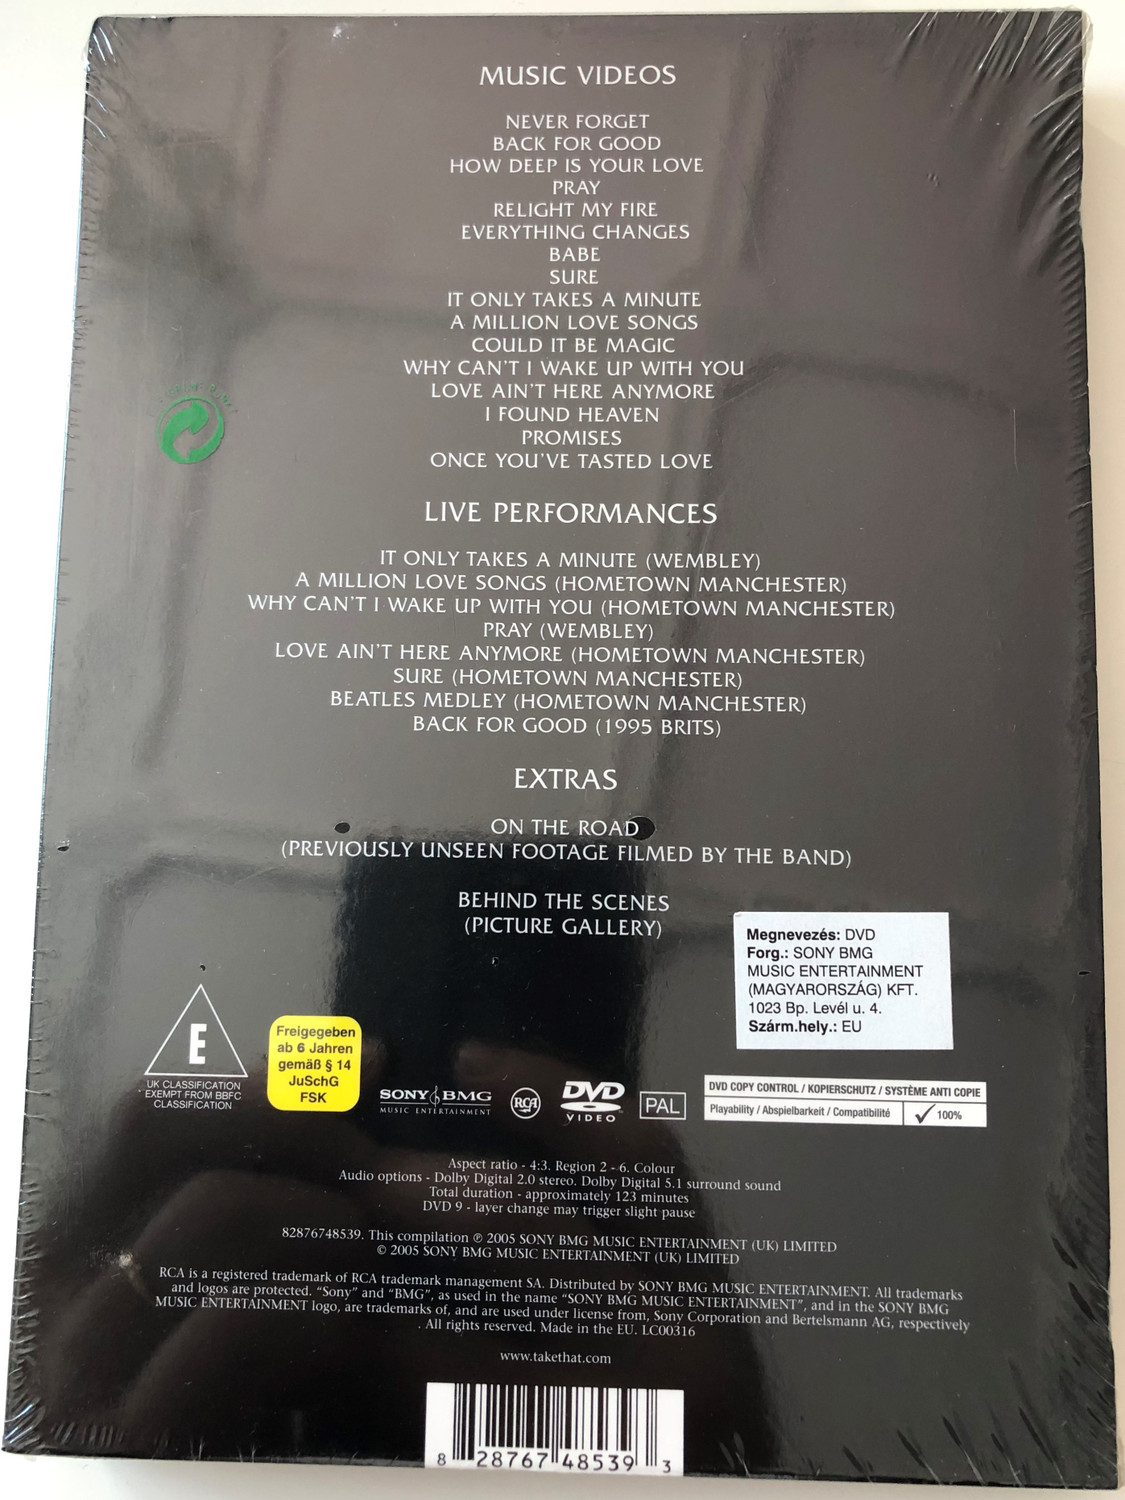 MUSIC VIDEOS
NEVER FORGET
BACK FOR GOOD
HOW DEEP IS YOUR LOVE
PRAY
RELIGHT MY FIRE
EVERYTHING CHANGES
BABE
SURE
IT ONLY TAKES A MINUTE
A MILLION LOVE SONGS
COULD IT BE MAGIC
WHY CAN'T I WAKE UP WITH YOU
LOVE AIN'T HERE ANYMORE
I FOUND HEAVEN
PROMISES
ONCE YOU'VE TASTED LOVE
LIVE PERFORMANCES
IT ONLY TAKES A MINUTE (WEMBLEY)
A MILLION LOVE SONGS (HOMETOWN MANCHESTER)
WHY CAN'T I WAKE UP WITH YOU (HOMETOWN MANCHESTER)
PRAY (WEMBLEY)
LOVE AIN'T HERE ANYMORE (HOMETOWN MANCHESTER)
SURE (HOMETOWN MANCHESTER)
BEATLES MEDLEY (HOMETOWN MANCHESTER)
BACK FOR GOOD (1995 BRITS)
EXTRAS
ON THE ROAD
(PREVIOUSLY UNSEEN FOOTAGE FILMED BY THE BAND)
BEHIND THE SCENES
(PICTURE GALLERY)
Megnevezés: DVD
Forg.: SONY BMG
MUSIC ENTERTAINMENT
(MAGYARORSZÁG) KFT.
1023 Bp. Levél u. 4.
Szárm.hely.: EU
E
UK CLASSIFICATION
EXEMPT FROM BBFC
CLASSIFICATION
Freigegeben
ab 6 Jahren
gemäß § 14
JuSchG
FSK
SONY BMG
MUSIC ENTERTAINMENT
RCA
DVD
VIDEO
PAL
DVD COPY CONTROL / KOPIERSCHUTZ / SYSTÈME ANTI COPIE
Playability / Abspielbarkeit / Compatibilité 100%
Aspect ratio - 4:3. Region 2 - 6. Colour
Audio options - Dolby Digital 2.0 stereo. Dolby Digital 5.1 surround sound
Total duration - approximately 123 minutes
DVD 9 - layer change may trigger slight pause
82876748539. This compilation ℗ 2005 SONY BMG MUSIC ENTERTAINMENT (UK) LIMITED
© 2005 SONY BMG MUSIC ENTERTAINMENT (UK) LIMITED
RCA is a registered trademark of RCA trademark management SA. Distributed by SONY BMG MUSIC ENTERTAINMENT. All trademarks
and logos are protected. "Sony" and "BMG", as used in the name "SONY BMG MUSIC ENTERTAINMENT", and in the SONY BMG
MUSIC ENTERTAINMENT logo, are trademarks of, and are used under license from, Sony Corporation and Bertelsmann AG, respectively
. All rights reserved. Made in the EU. LC00316
www.takethat.com
8 28767 48539 3